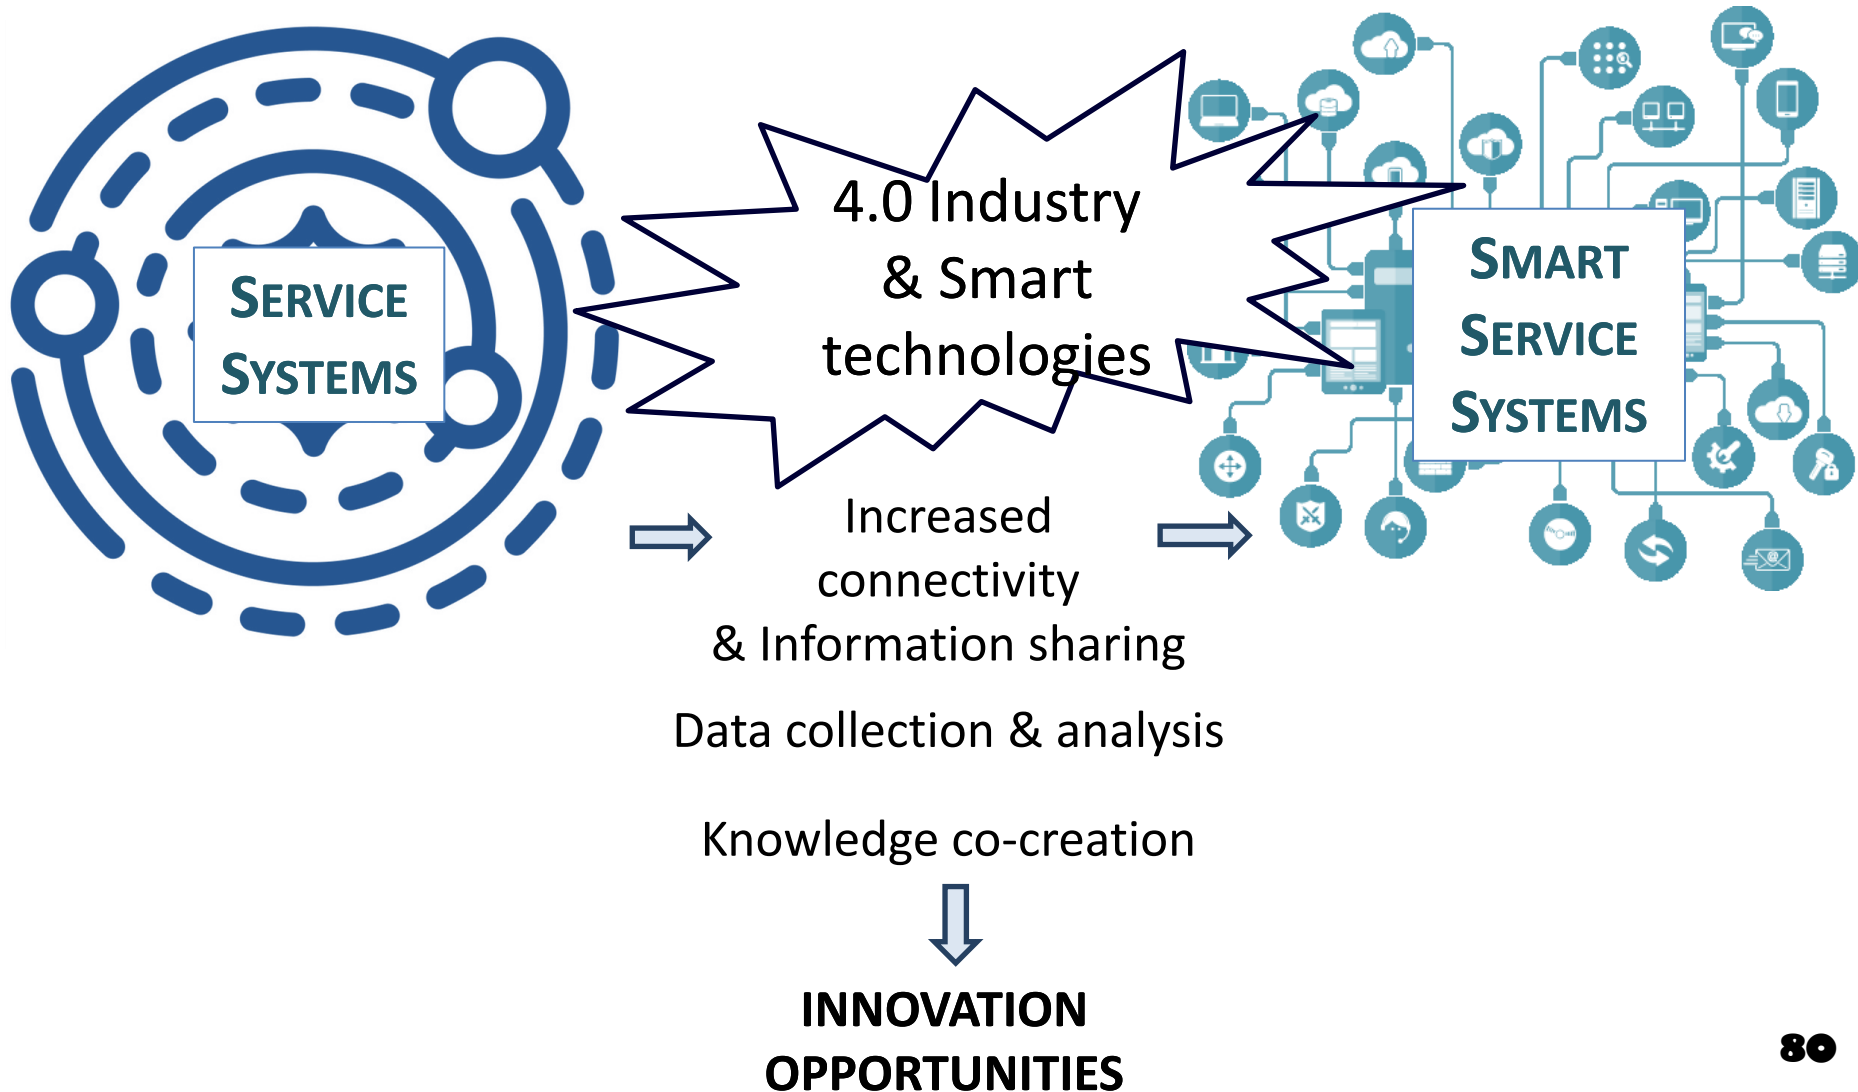 SERVICE
SYSTEMS
4.0 Industry
& Smart
technologies
SMART
SERVICE
SYSTEMS
Increased
connectivity
& Information sharing
Data collection & analysis
Knowledge co-creation
INNOVATION
OPPORTUNITIES
80